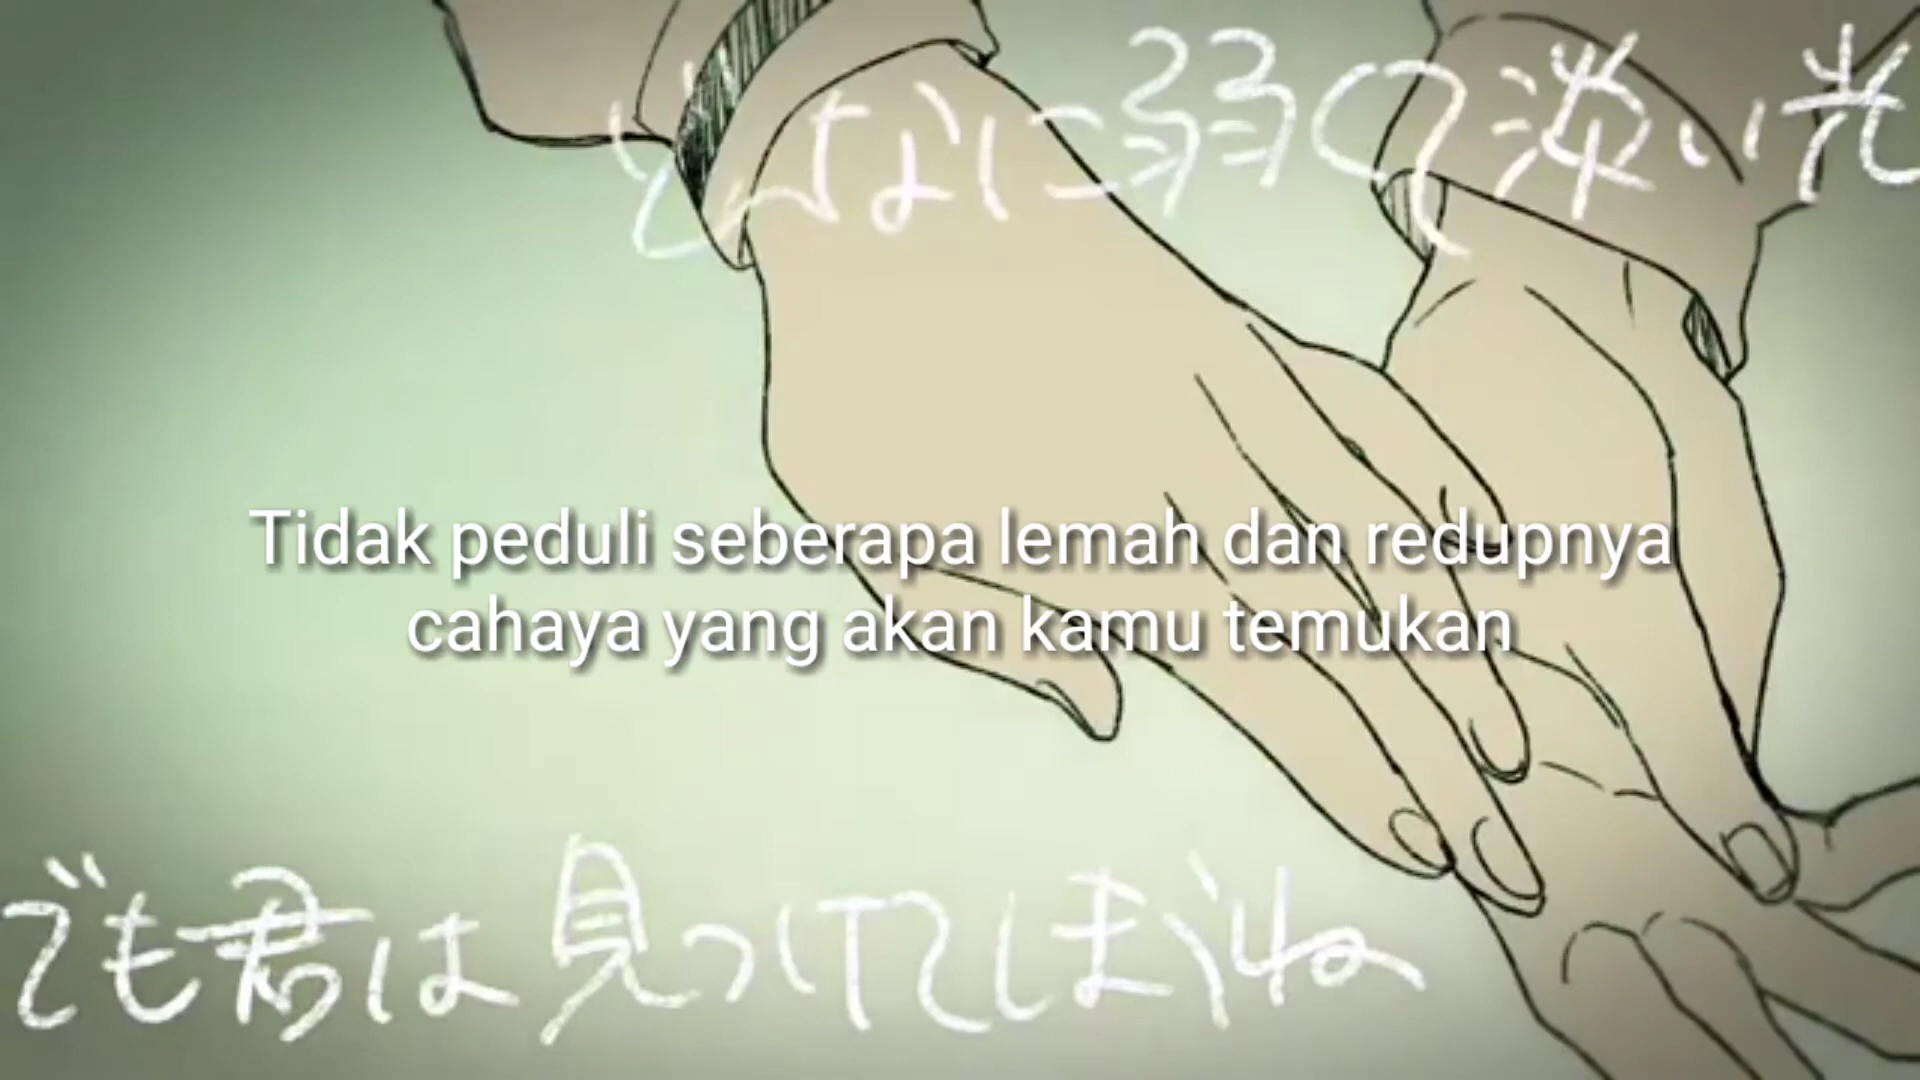 どんなに弱く淡い光
Tidak peduli seberapa lemah dan redupnya
cahaya yang akan kamu temukan
でも君は見つけてしまうね